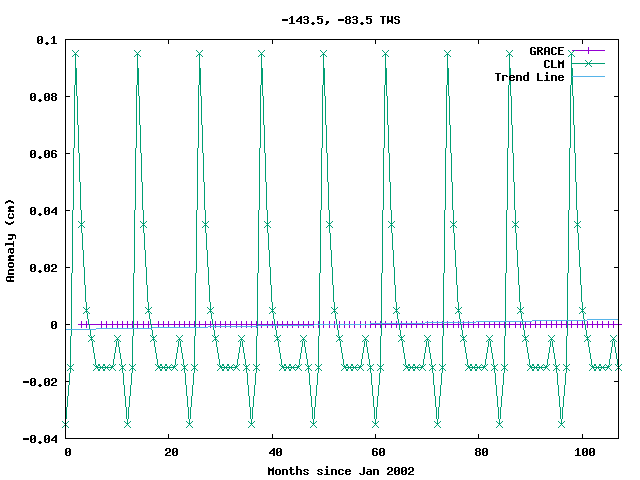 -143.5, -83.5 TWS
GRACE
CLM
Trend Line
0.1
0.08
0.06
0.04
0.02
0
-0.02
-0.04
Anomaly (cm)
0 20 40 60 80 100
Months since Jan 2002